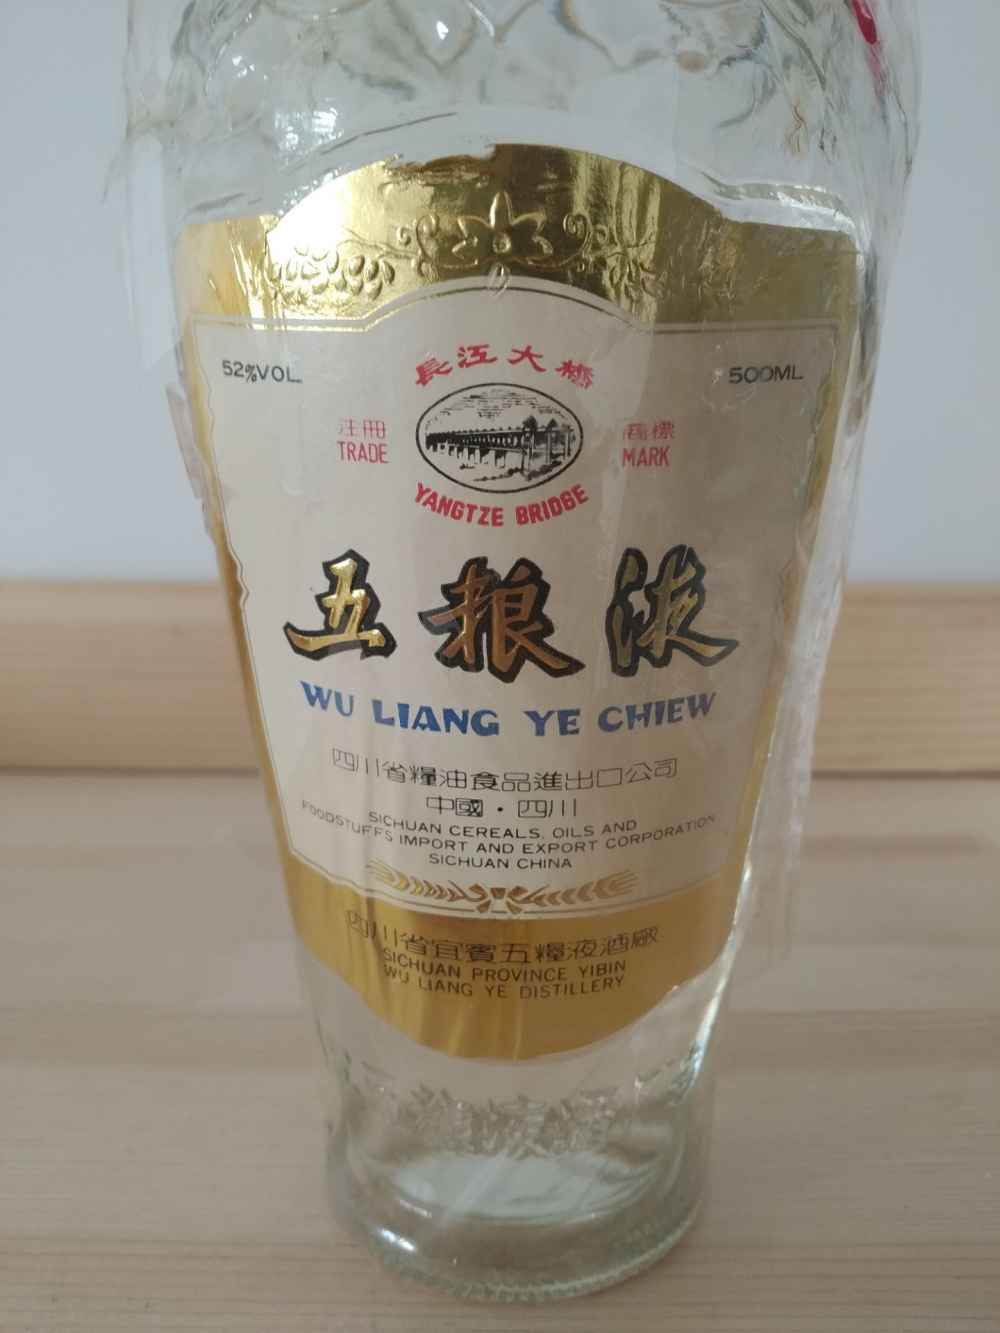 長江大橋
52%VOL.
500ML
注冊
商標
TRADE
MARK
YANGTZE BRIDGE
五粮液
WU LIANG YE CHIEW
四川省糧油食品進出口公司
中國·四川
SICHUAN CEREALS, OILS AND
FOODSTUFFS IMPORT AND EXPORT CORPORATION
SICHUAN CHINA
四川省宜賓五糧液酒廠
SICHUAN PROVINCE YIBIN
WU LIANG YE DISTILLERY